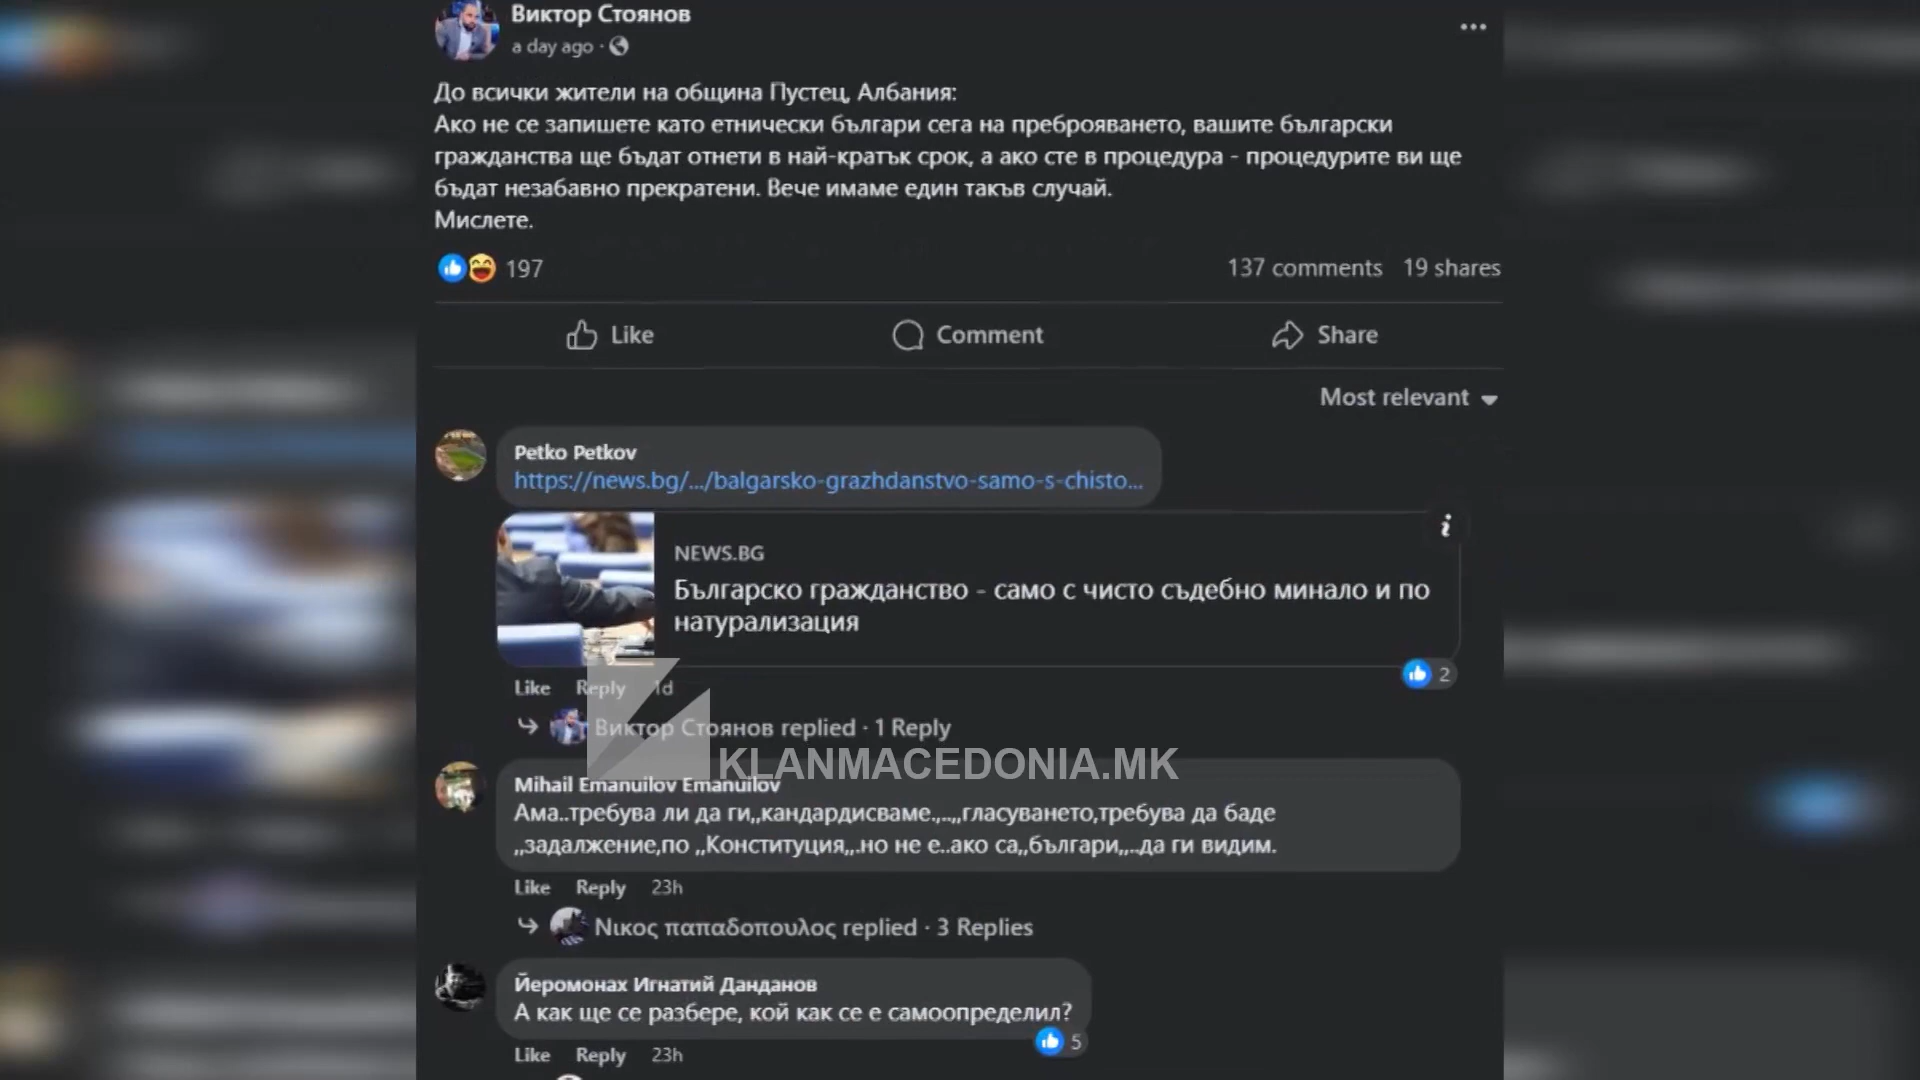 Виктор Стоянов
a day ago ·
До всички жители на община Пустец, Албания:
Ако не се запишете като етнически българи сега на преброяването, вашите български
гражданства ще бъдат отнети в най-кратък срок, а ако сте в процедура - процедурите ви ще
бъдат незабавно прекратени. Вече имаме един такъв случай.
Мислете.
197
137 comments 19 shares
Like Comment Share
Most relevant
Petko Petkov
https://news.bg/.../balgarsko-grazhdanstvo-samo-s-chisto...
NEWS.BG
Българско гражданство - само с чисто съдебно минало и по
натурализация
2
Like Reply 1d
Виктор Стоянов replied · 1 Reply
KLANMACEDONIA.MK
Mihail Emanuilov Emanuilov
Ама..требува ли да ги,,кандардисваме.,..,,гласуването,требува да баде
,,задалжение,по ,,Конституция,,.но не е..ако са,,българи,,..да ги видим.
Like Reply 23h
Νικος παπαδοπουλος replied · 3 Replies
Йеромонах Игнатий Данданов
А как ще се разбере, кой как се е самоопределил?
5
Like Reply 23h